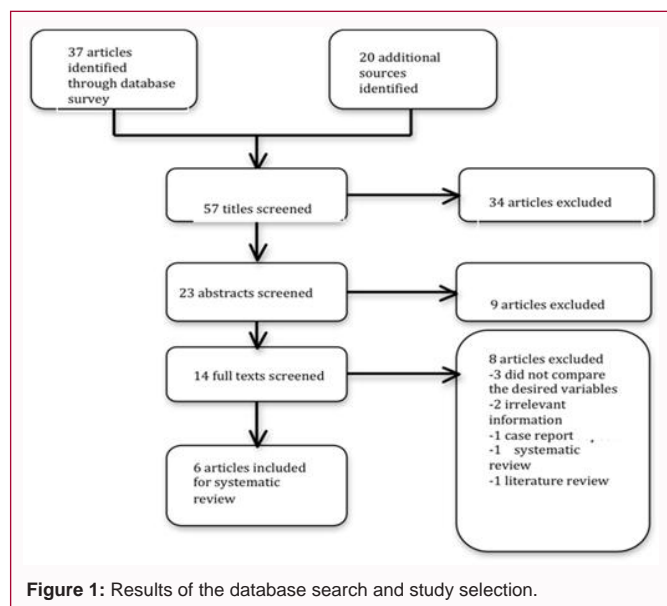 37 articles
identified
through database
survey
20 additional
sources
identified
57 titles screened
34 articles excluded
23 abstracts screened
9 articles excluded
14 full texts screened
8 articles excluded
-3 did not compare
the desired variables
-2 irrelevant
information
-1 case report
-1 systematic
review
-1 literature review
6 articles included
for systematic
review
Figure 1: Results of the database search and study selection.